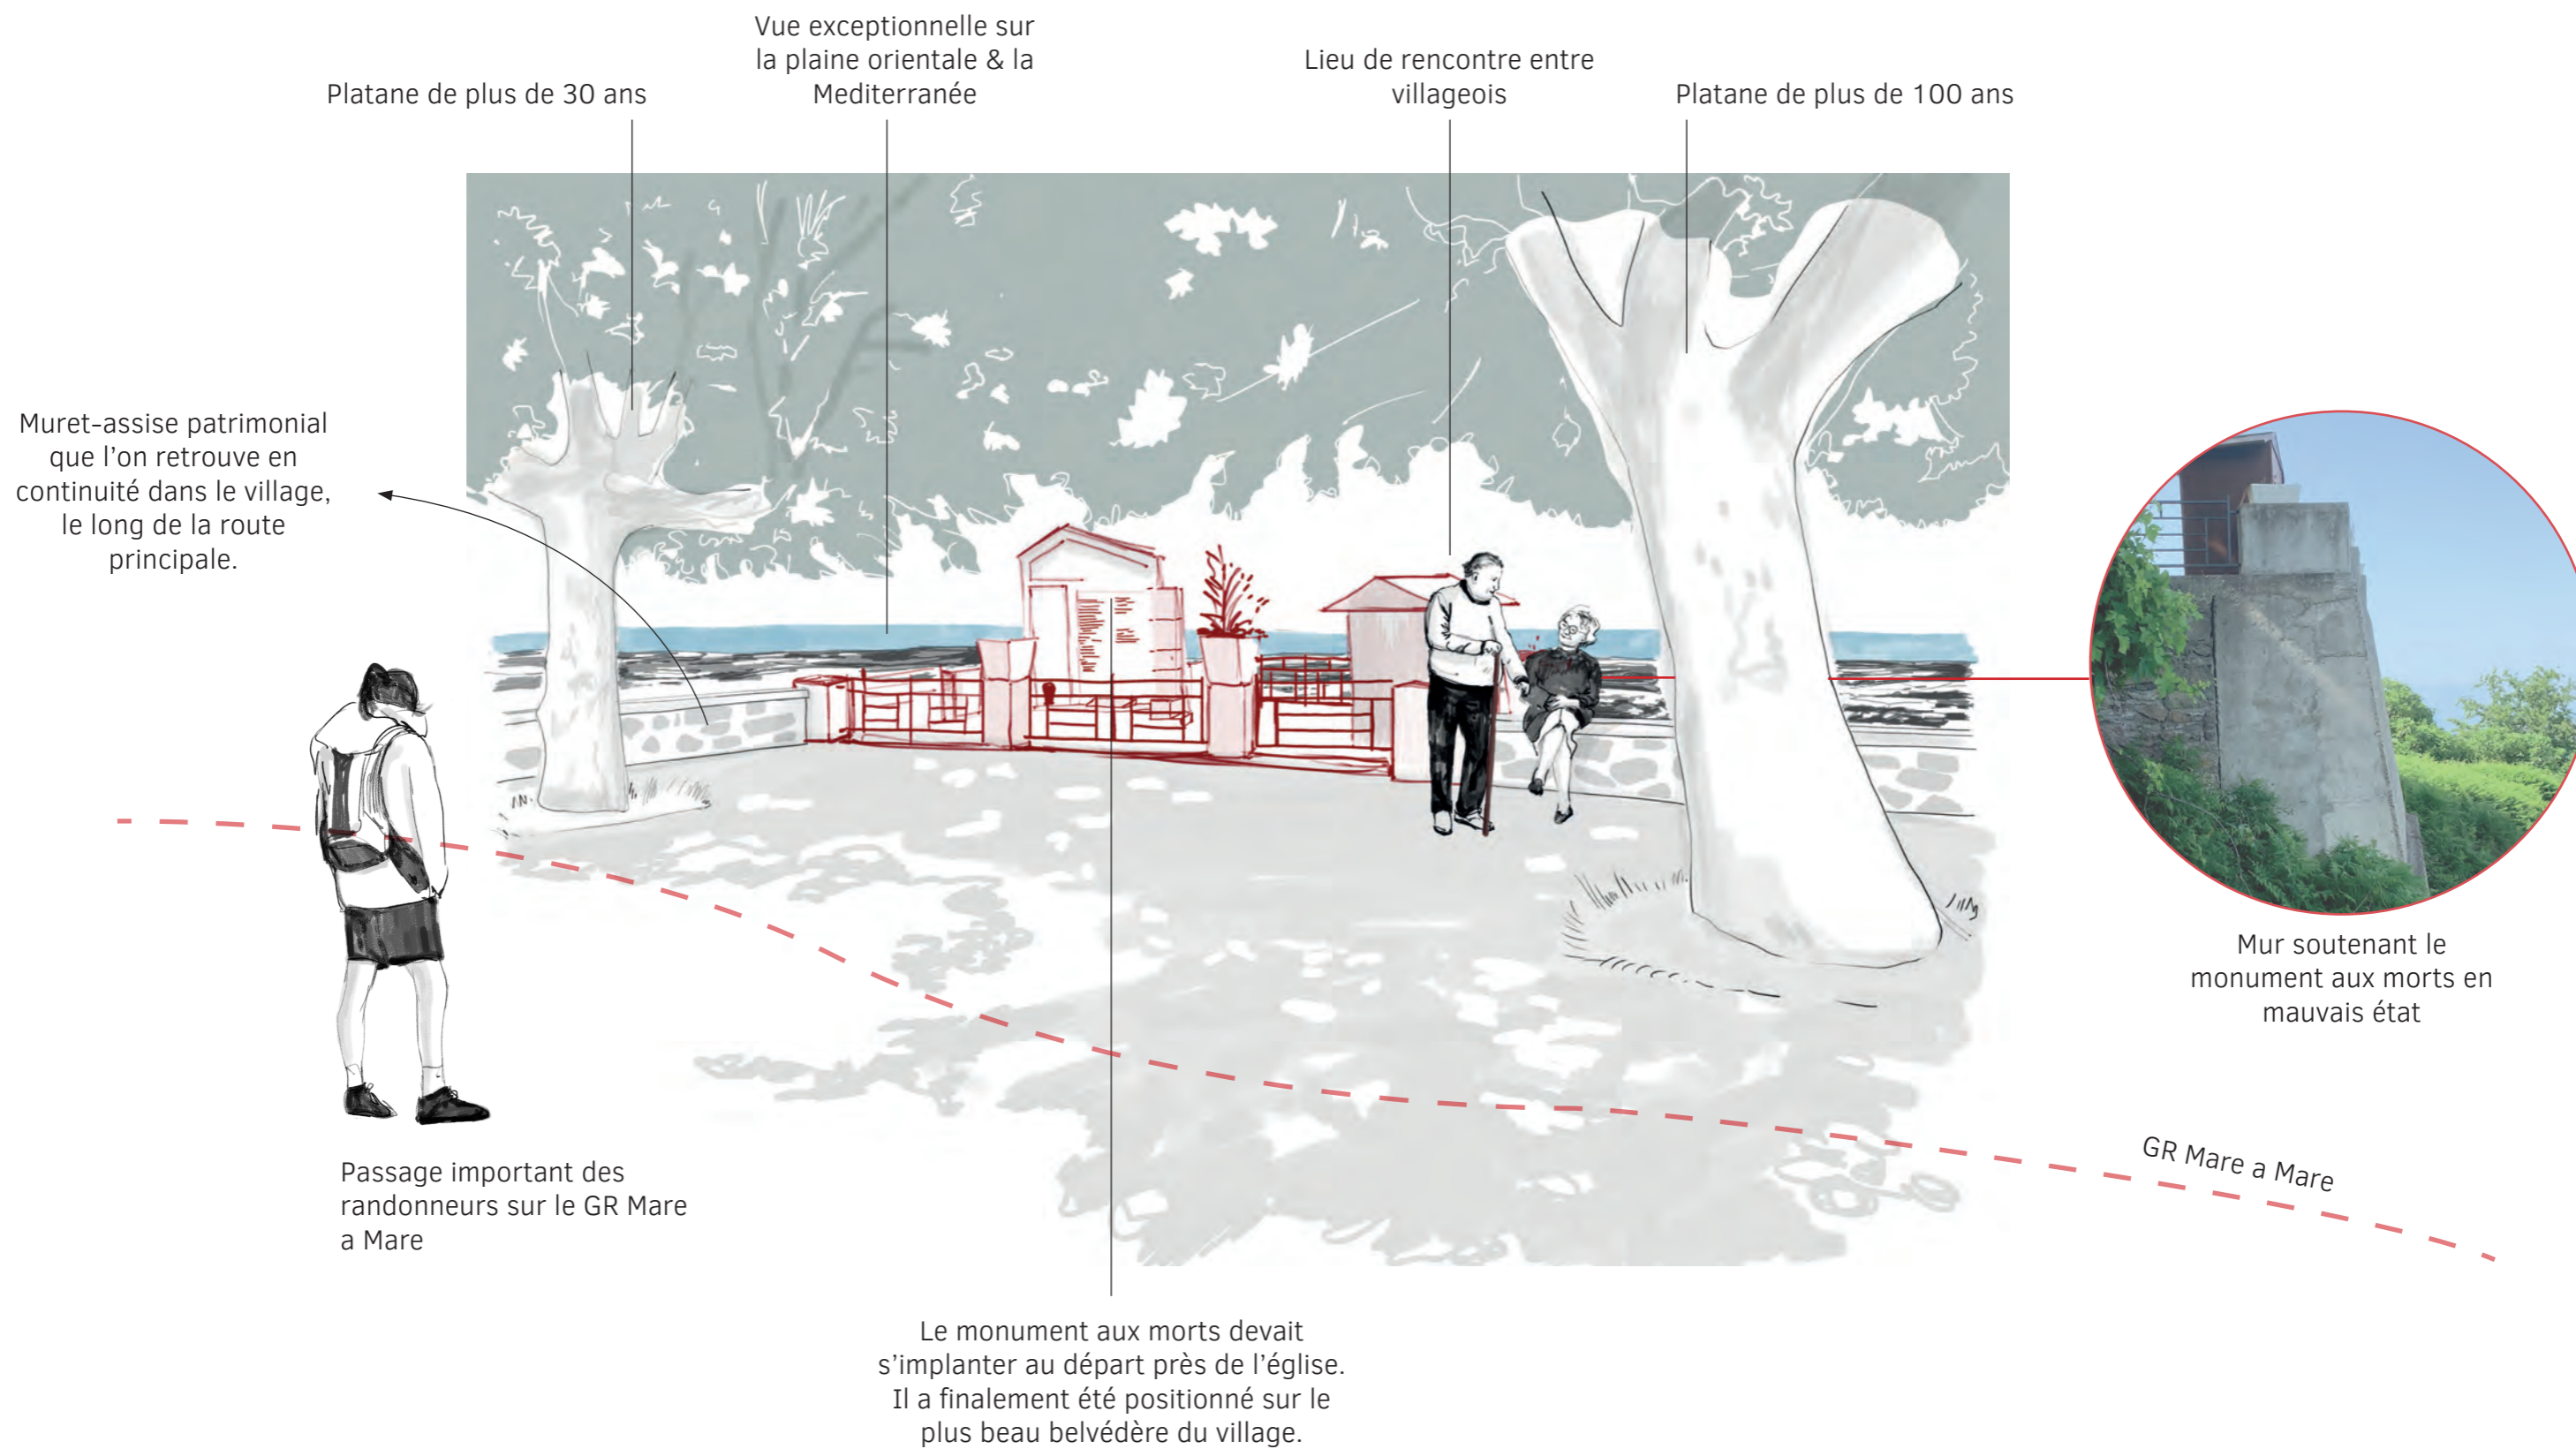 Vue exceptionnelle sur
la plaine orientale & la
Mediterranée
Lieu de rencontre entre
villageois
Platane de plus de 30 ans
Platane de plus de 100 ans
Muret-assise patrimonial
que l'on retrouve en
continuité dans le village,
le long de la route
principale.
Mur soutenant le
monument aux morts en
mauvais état
GR Mare a Mare
Passage important des
randonneurs sur le GR Mare
a Mare
Le monument aux morts devait
s'implanter au départ près de l'église.
Il a finalement été positionné sur le
plus beau belvédère du village.